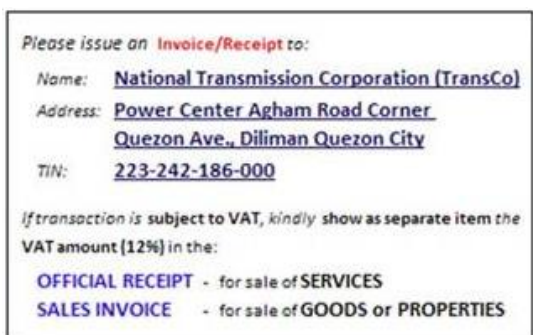 Please issue an Invoice/Receipt to:
Name: National Transmission Corporation (TransCo)
Address: Power Center Agham Road Corner
Quezon Ave., Diliman Quezon City
TIN: 223-242-186-000
If transaction is subject to VAT, kindly show as separate item the
VAT amount (12%) in the:
OFFICIAL RECEIPT - for sale of SERVICES
SALES INVOICE - for sale of GOODS or PROPERTIES